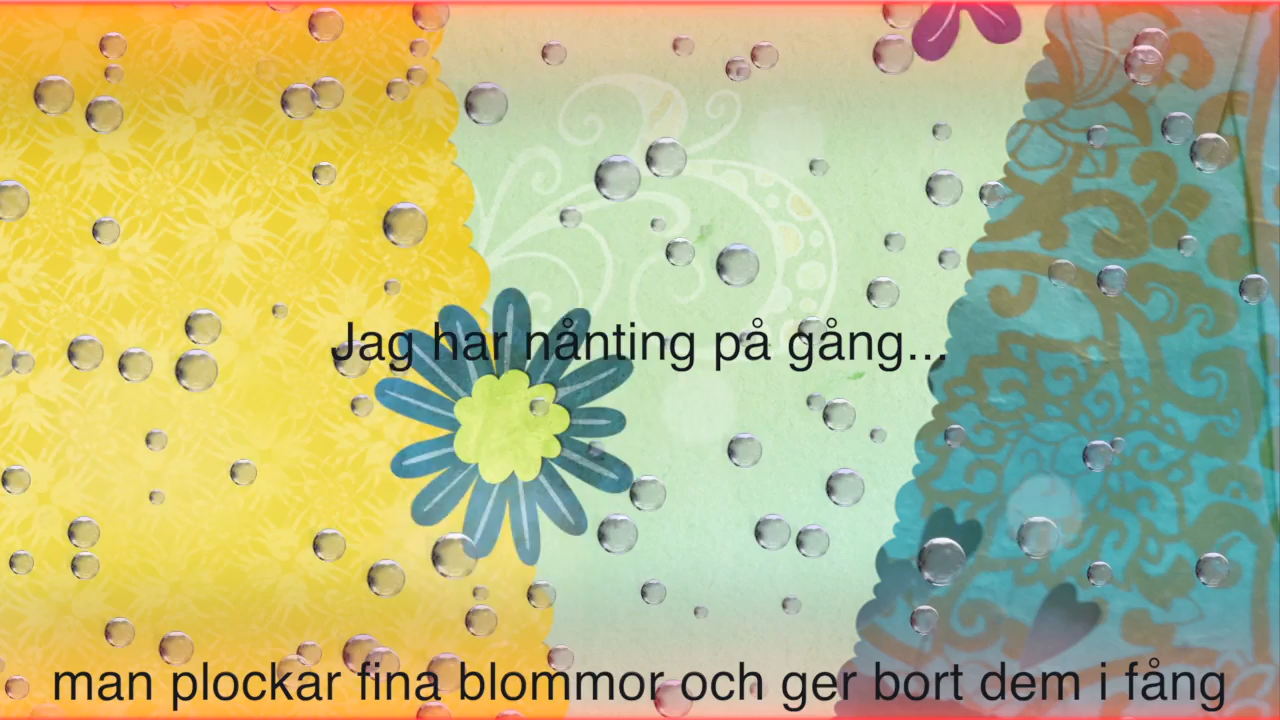 Jag har nånting på gång...
man plockar fina blommor och ger bort dem i fång